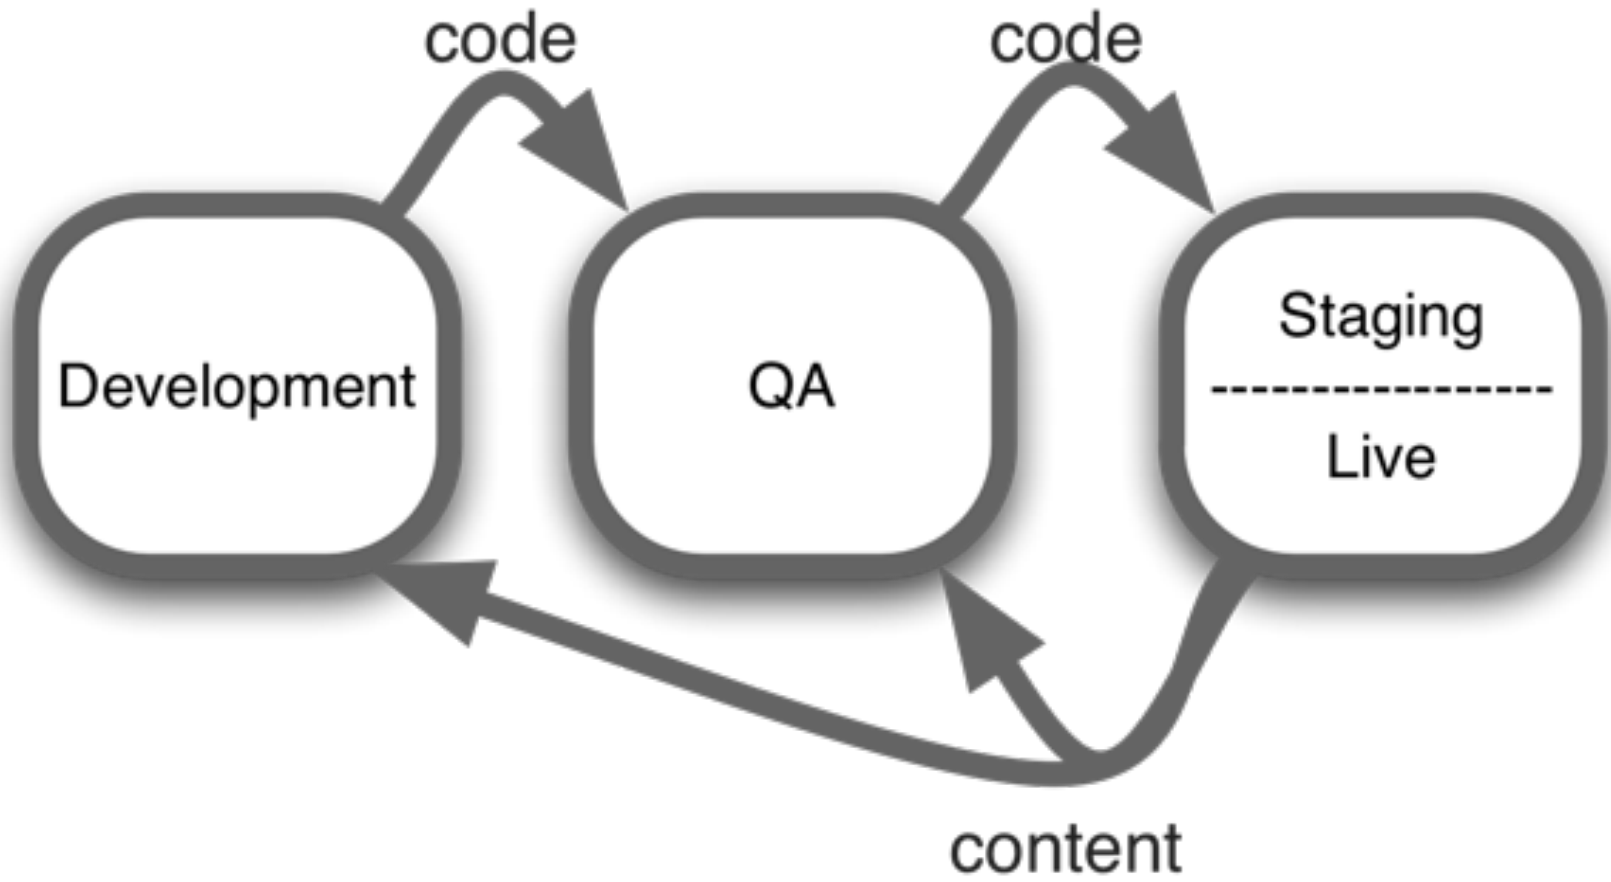 code
code
Development
QA
Staging
-----------------
Live
content